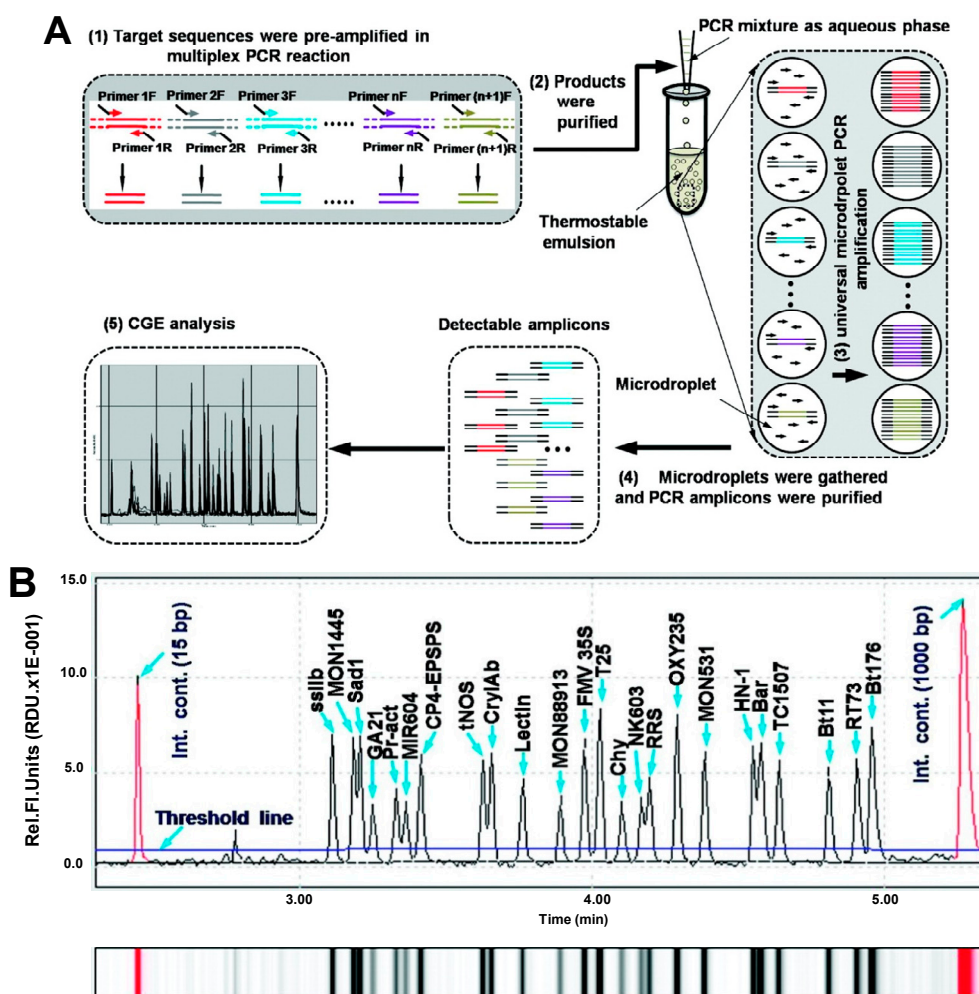 A
(1) Target sequences were pre-amplified in
multiplex PCR reaction
Primer 1F
Primer 2F
Primer 3F
Primer nF
Primer (n+1)F
Primer 1R
Primer 2R
Primer 3R
Primer nR
Primer (n+1)R
(2) Products
were
purified
PCR mixture as aqueous phase
Thermostable
emulsion
(3) universal microdrpolet PCR
amplification
Microdroplet
(4) Microdroplets were gathered
and PCR amplicons were purified
Detectable amplicons
(5) CGE analysis
B
Rel.Fl.Units (RDU.x1E-001)
15.0
10.0
5.0
0.0
Int. cont. (15 bp)
Threshold line
ssIIb
MON1445
Sad1
GA21
Pr-act
MIR604
CP4-EPSPS
tNOS
CryIAb
Lectin
MON88913
FMV 35S
T25
Chy
NK603
RRS
OXY235
MON531
HN-1
Bar
TC1507
Bt11
RT73
Bt176
Int. cont. (1000 bp)
3.00
4.00
5.00
Time (min)